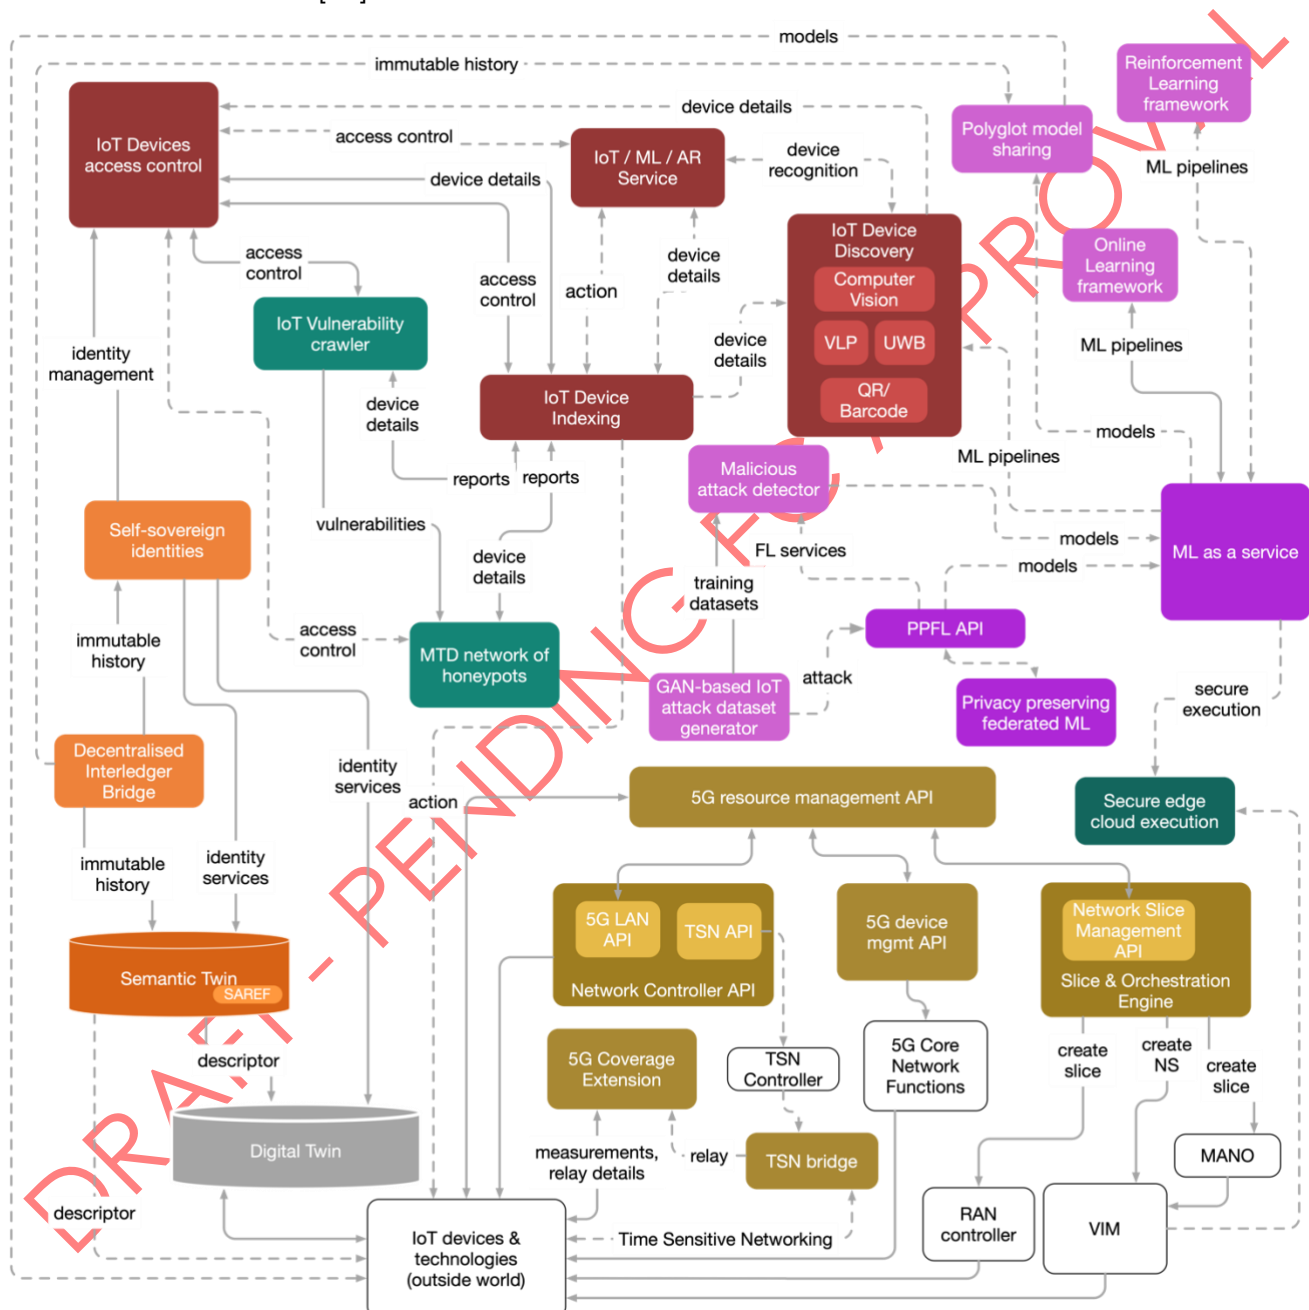 [
]
models
immutable history
Reinforcement
Learning
framework
IoT Devices
access control
device details
access control
IoT / ML / AR
Service
device
recognition
Polyglot model
sharing
ML pipelines
device details
IoT Device
Discovery
Computer
Vision
VLP
UWB
QR/
Barcode
Online
Learning
framework
access
control
access
control
action
device
details
IoT Vulnerability
crawler
device
details
ML pipelines
identity
management
device
details
IoT Device
Indexing
models
ML pipelines
reports
reports
Malicious
attack detector
vulnerabilities
Self-sovereign
identities
device
details
FL services
models
models
ML as a service
training
datasets
immutable
history
access
control
MTD network of
honeypots
PPFL API
attack
GAN-based IoT
attack dataset
generator
Privacy preserving
federated ML
secure
execution
Decentralised
Interledger
Bridge
identity
services
action
5G resource management API
Secure edge
cloud execution
immutable
history
identity
services
5G LAN
API
TSN API
Network Controller API
5G device
mgmt API
Network Slice
Management
API
Slice & Orchestration
Engine
Semantic Twin
SAREF
descriptor
5G Coverage
Extension
TSN
Controller
5G Core
Network
Functions
create
slice
create
NS
create
slice
Digital Twin
measurements,
relay details
relay
TSN bridge
MANO
descriptor
IoT devices &
technologies
(outside world)
Time Sensitive Networking
RAN
controller
VIM